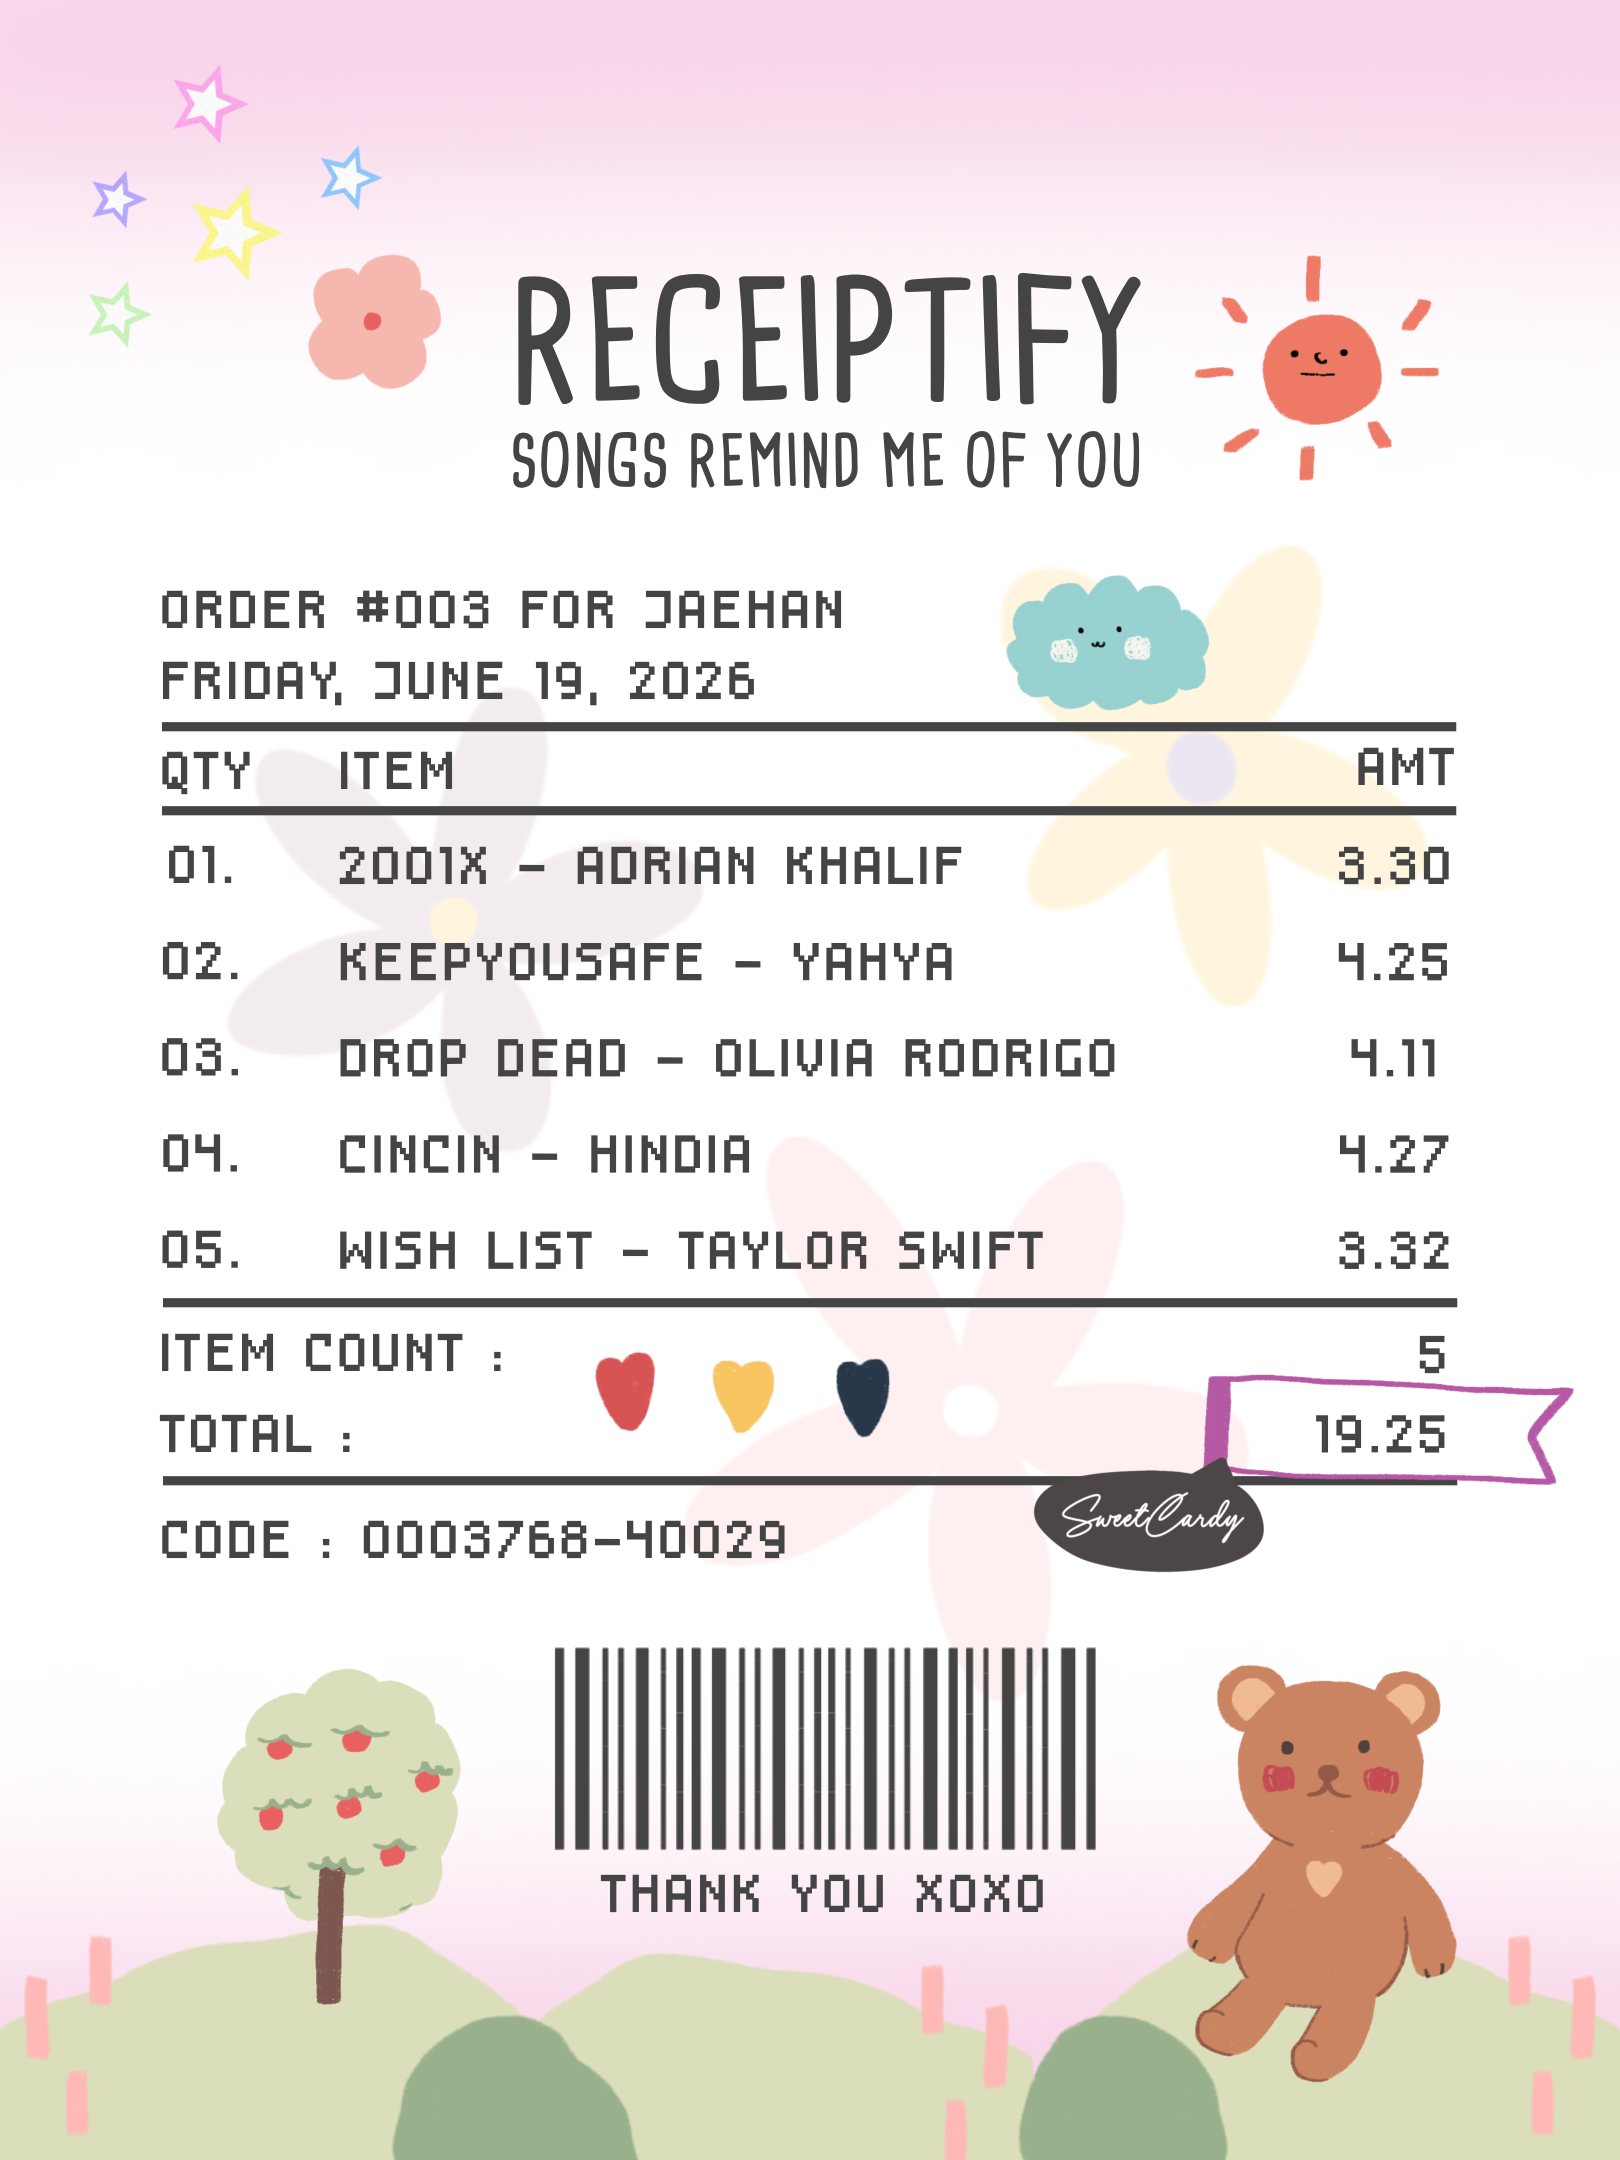 RECEIPTIFY
SONGS REMIND ME OF YOU
ORDER #003 FOR JAEHAN
FRIDAY, JUNE 19, 2026
QTY ITEM AMT
01. 2001X - ADRIAN KHALIF 3.30
02. KEEPYOUSAFE - YAHYA 4.25
03. DROP DEAD - OLIVIA RODRIGO 4.11
04. CINCIN - HINDIA 4.27
05. WISH LIST - TAYLOR SWIFT 3.32
ITEM COUNT : 5
TOTAL : 19.25
SweetCardy
CODE : 0003768-40029
THANK YOU XOXO